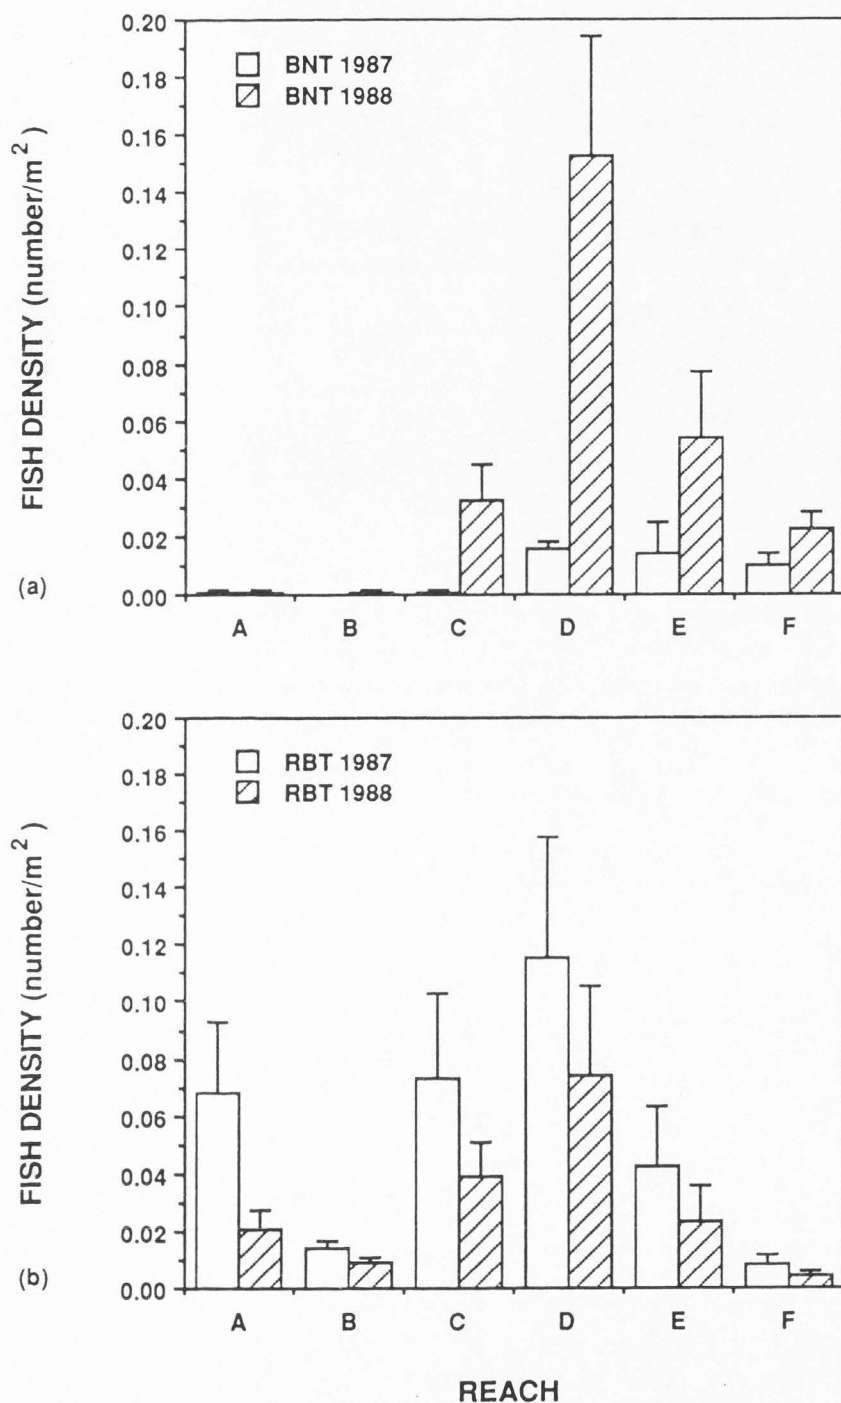 0.20
0.18
0.16
0.14
0.12
0.10
0.08
0.06
0.04
0.02
0.00
FISH DENSITY (number/m²)
BNT 1987
BNT 1988
(a)
A B C D E F
0.20
0.18
0.16
0.14
0.12
0.10
0.08
0.06
0.04
0.02
0.00
FISH DENSITY (number/m²)
RBT 1987
RBT 1988
(b)
A B C D E F
REACH